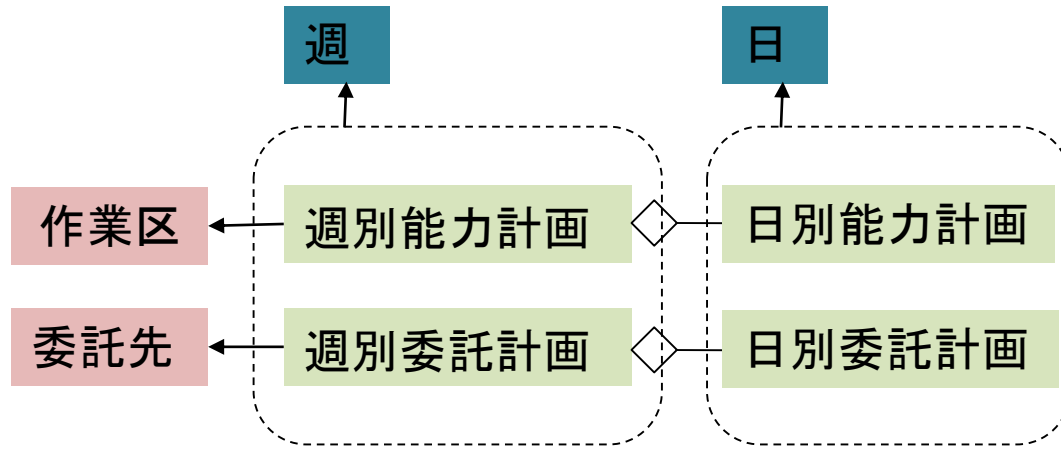 週
日
作業区
週別能力計画
日別能力計画
委託先
週別委託計画
日別委託計画